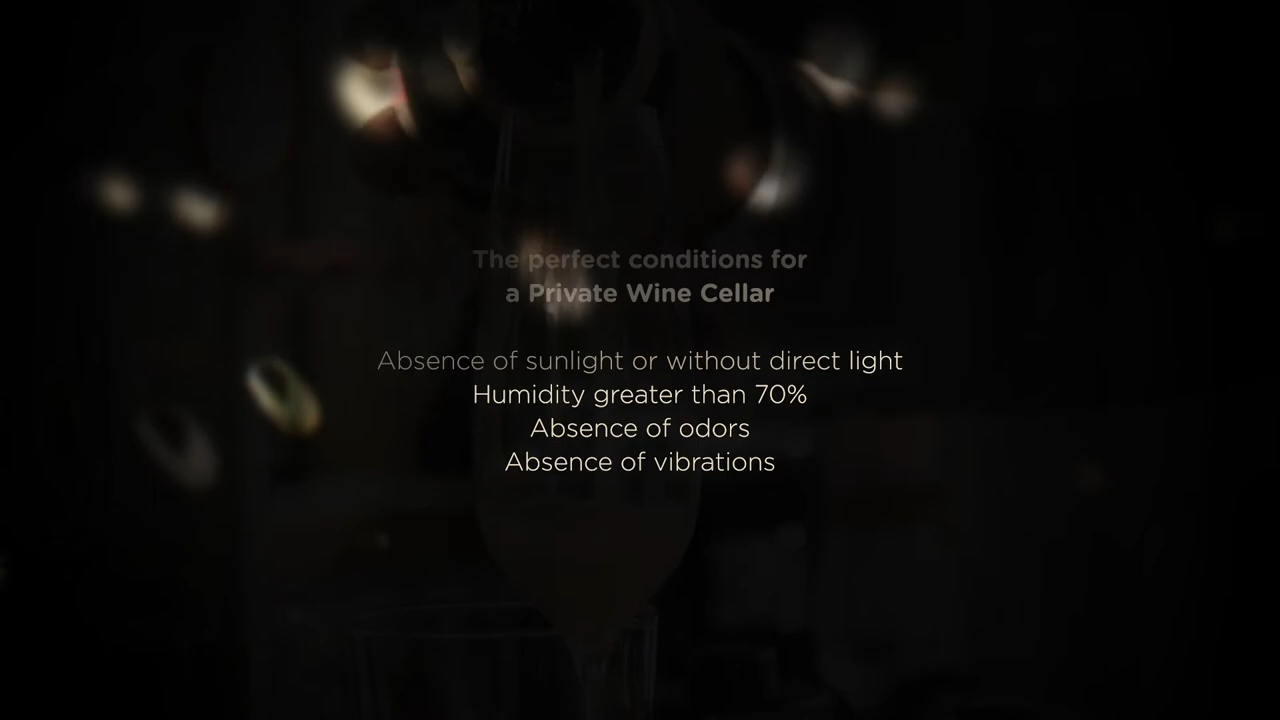 The perfect conditions for
a Private Wine Cellar
Absence of sunlight or without direct light
Humidity greater than 70%
Absence of odors
Absence of vibrations